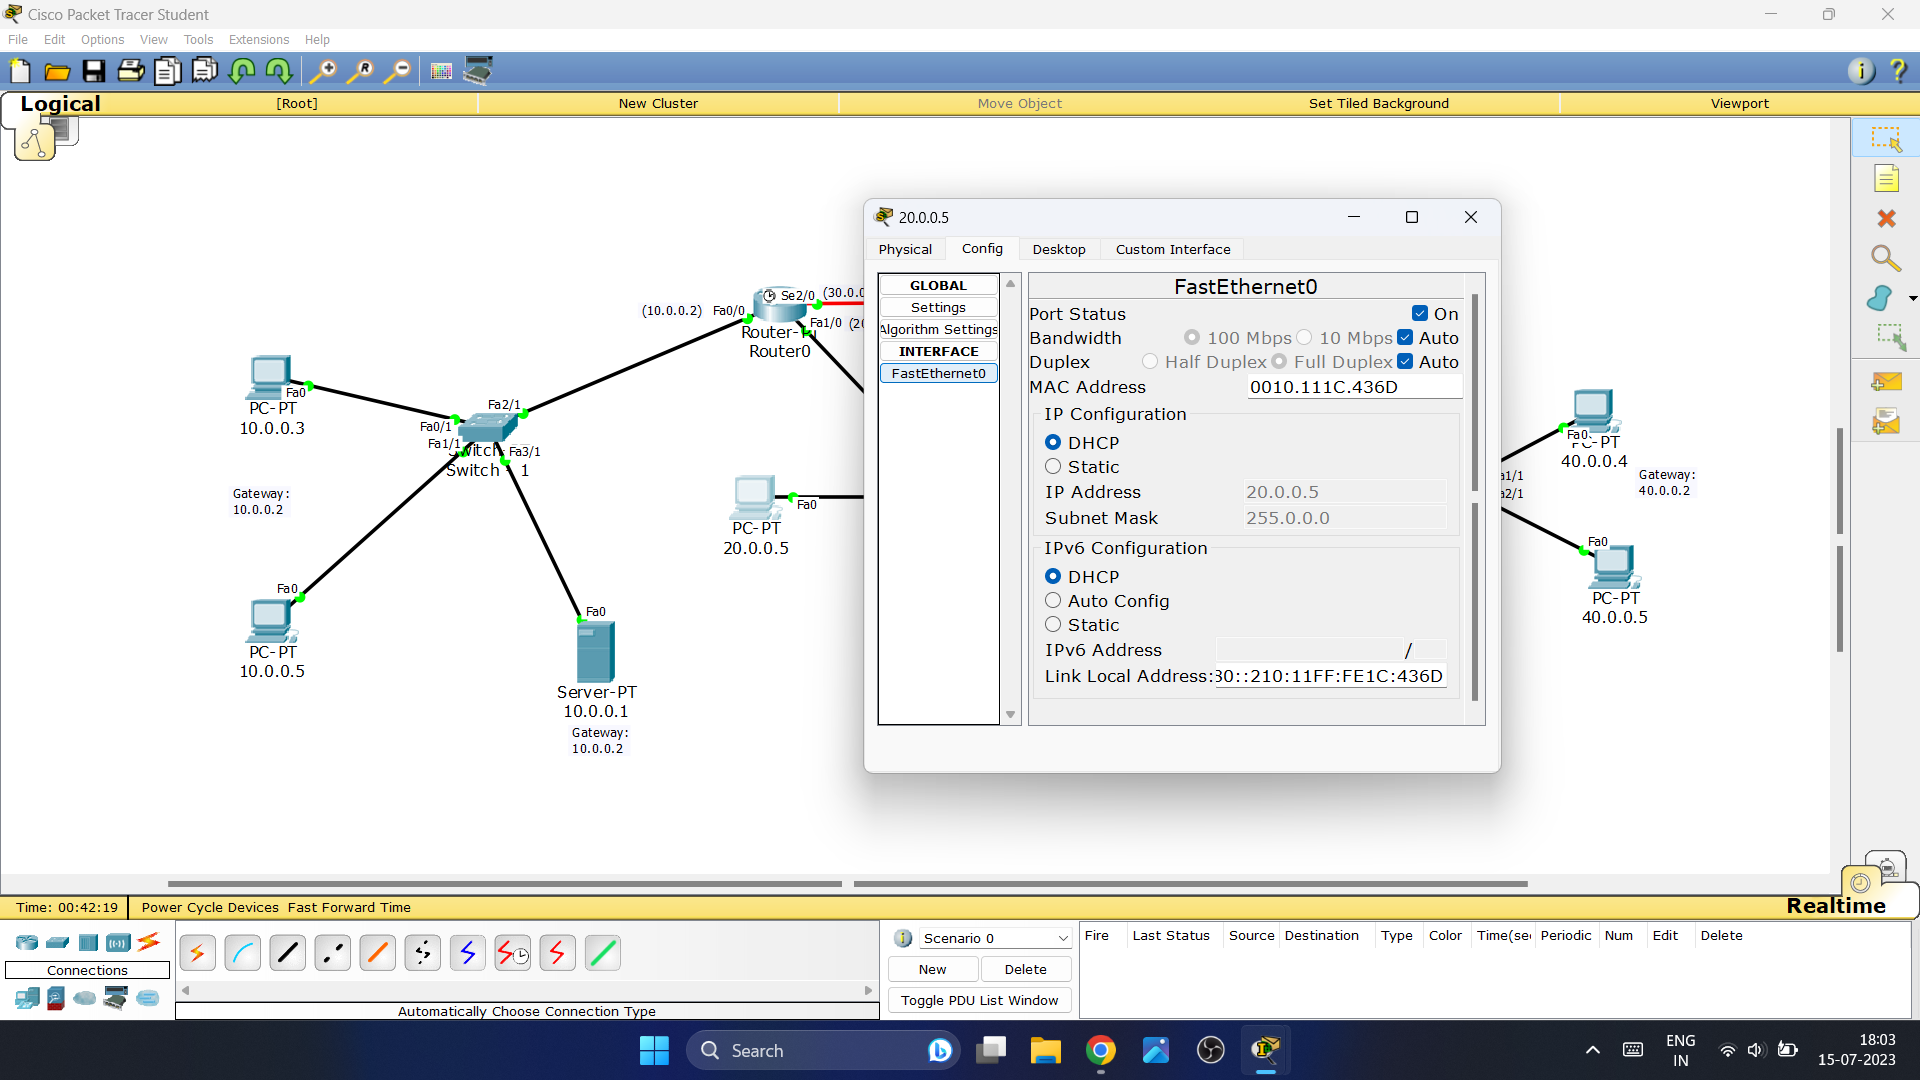 Cisco Packet Tracer Student
File Edit Options View Tools Extensions Help
Logical [Root] New Cluster Move Object Set Tiled Background Viewport
20.0.0.5
Physical Config Desktop Custom Interface
GLOBAL
Settings
Algorithm Settings
INTERFACE
FastEthernet0
FastEthernet0
Port Status On
Bandwidth 100 Mbps 10 Mbps Auto
Duplex Half Duplex Full Duplex Auto
MAC Address 0010.111C.436D
IP Configuration
DHCP
Static
IP Address 20.0.0.5
Subnet Mask 255.0.0.0
IPv6 Configuration
DHCP
Auto Config
Static
IPv6 Address /
Link Local Address: 30::210:11FF:FE1C:436D
(10.0.0.2) Fa0/0
Se2/0 (30.0.0
Fa1/0 (20
Router0
Fa0
PC-PT
10.0.0.3
Fa2/1
Fa0/1
Fa1/1
Fa3/1
Switch
Switch - 1
Gateway:
10.0.0.2
Fa0
PC-PT
20.0.0.5
Fa0
PC-PT
10.0.0.5
Fa0
Server-PT
10.0.0.1
Gateway:
10.0.0.2
Fa0
PC-PT
40.0.0.4
Gateway:
40.0.0.2
a1/1
a2/1
Fa0
PC-PT
40.0.0.5
Time: 00:42:19 Power Cycle Devices Fast Forward Time
Realtime
Connections
Automatically Choose Connection Type
Scenario 0
New Delete
Toggle PDU List Window
Fire Last Status Source Destination Type Color Time(sec Periodic Num Edit Delete
Search
ENG
IN
18:03
15-07-2023